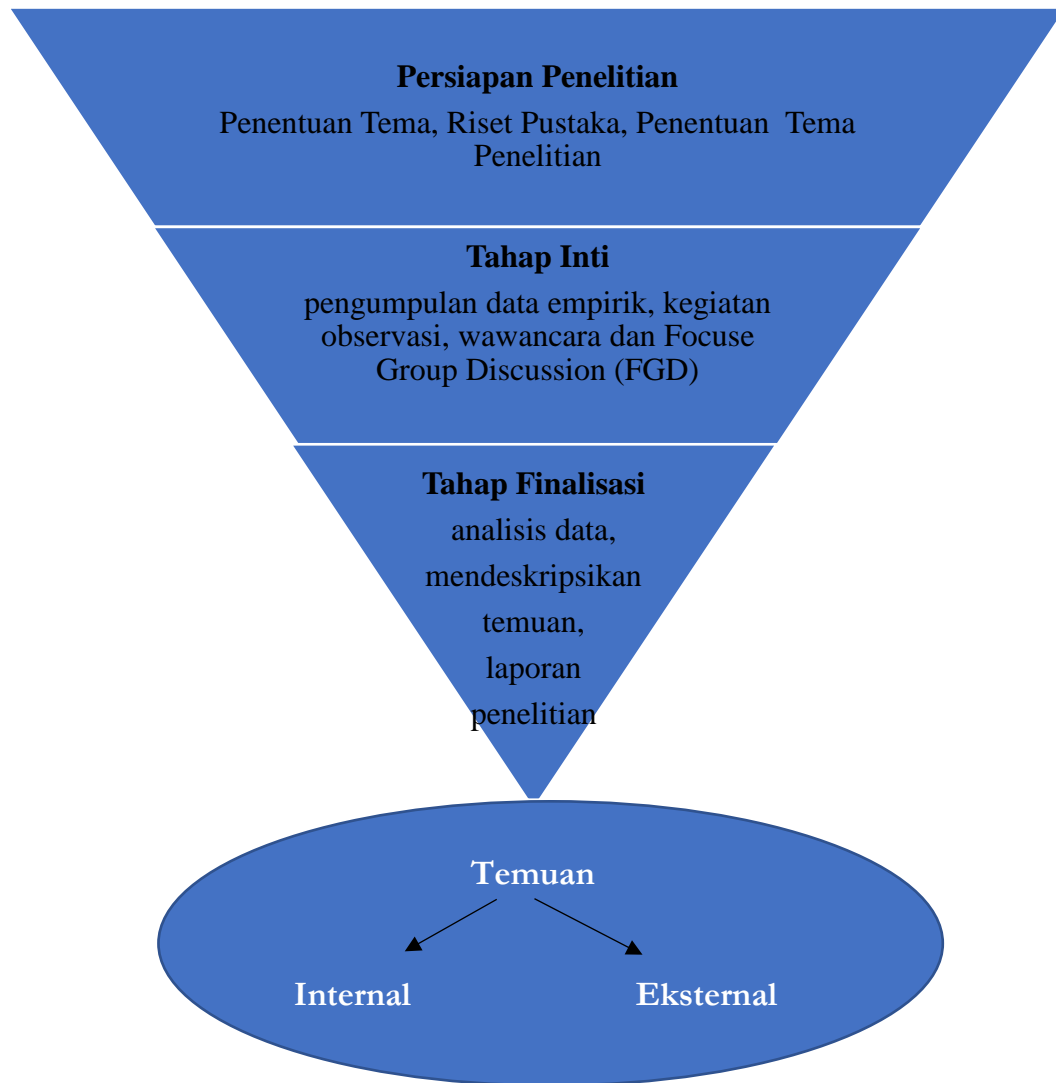 Persiapan Penelitian
Penentuan Tema, Riset Pustaka, Penentuan  Tema
Penelitian
Tahap Inti
pengumpulan data empirik, kegiatan
observasi, wawancara dan Focuse
Group Discussion (FGD)
Tahap Finalisasi
analisis data,
mendeskripsikan
temuan,
laporan
penelitian
Temuan
Internal
Eksternal